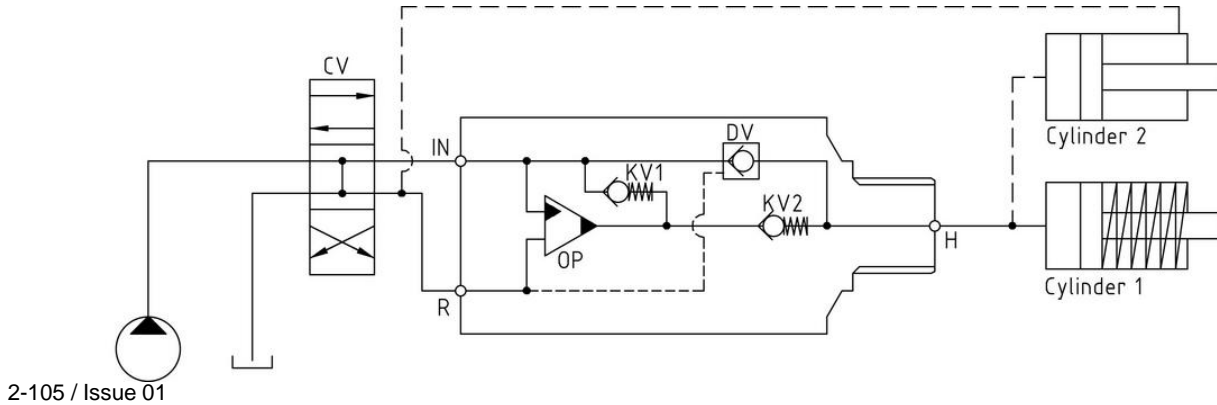 CV
IN
DV
KV1
KV2
OP
H
R
Cylinder 2
Cylinder 1
2-105 / Issue 01